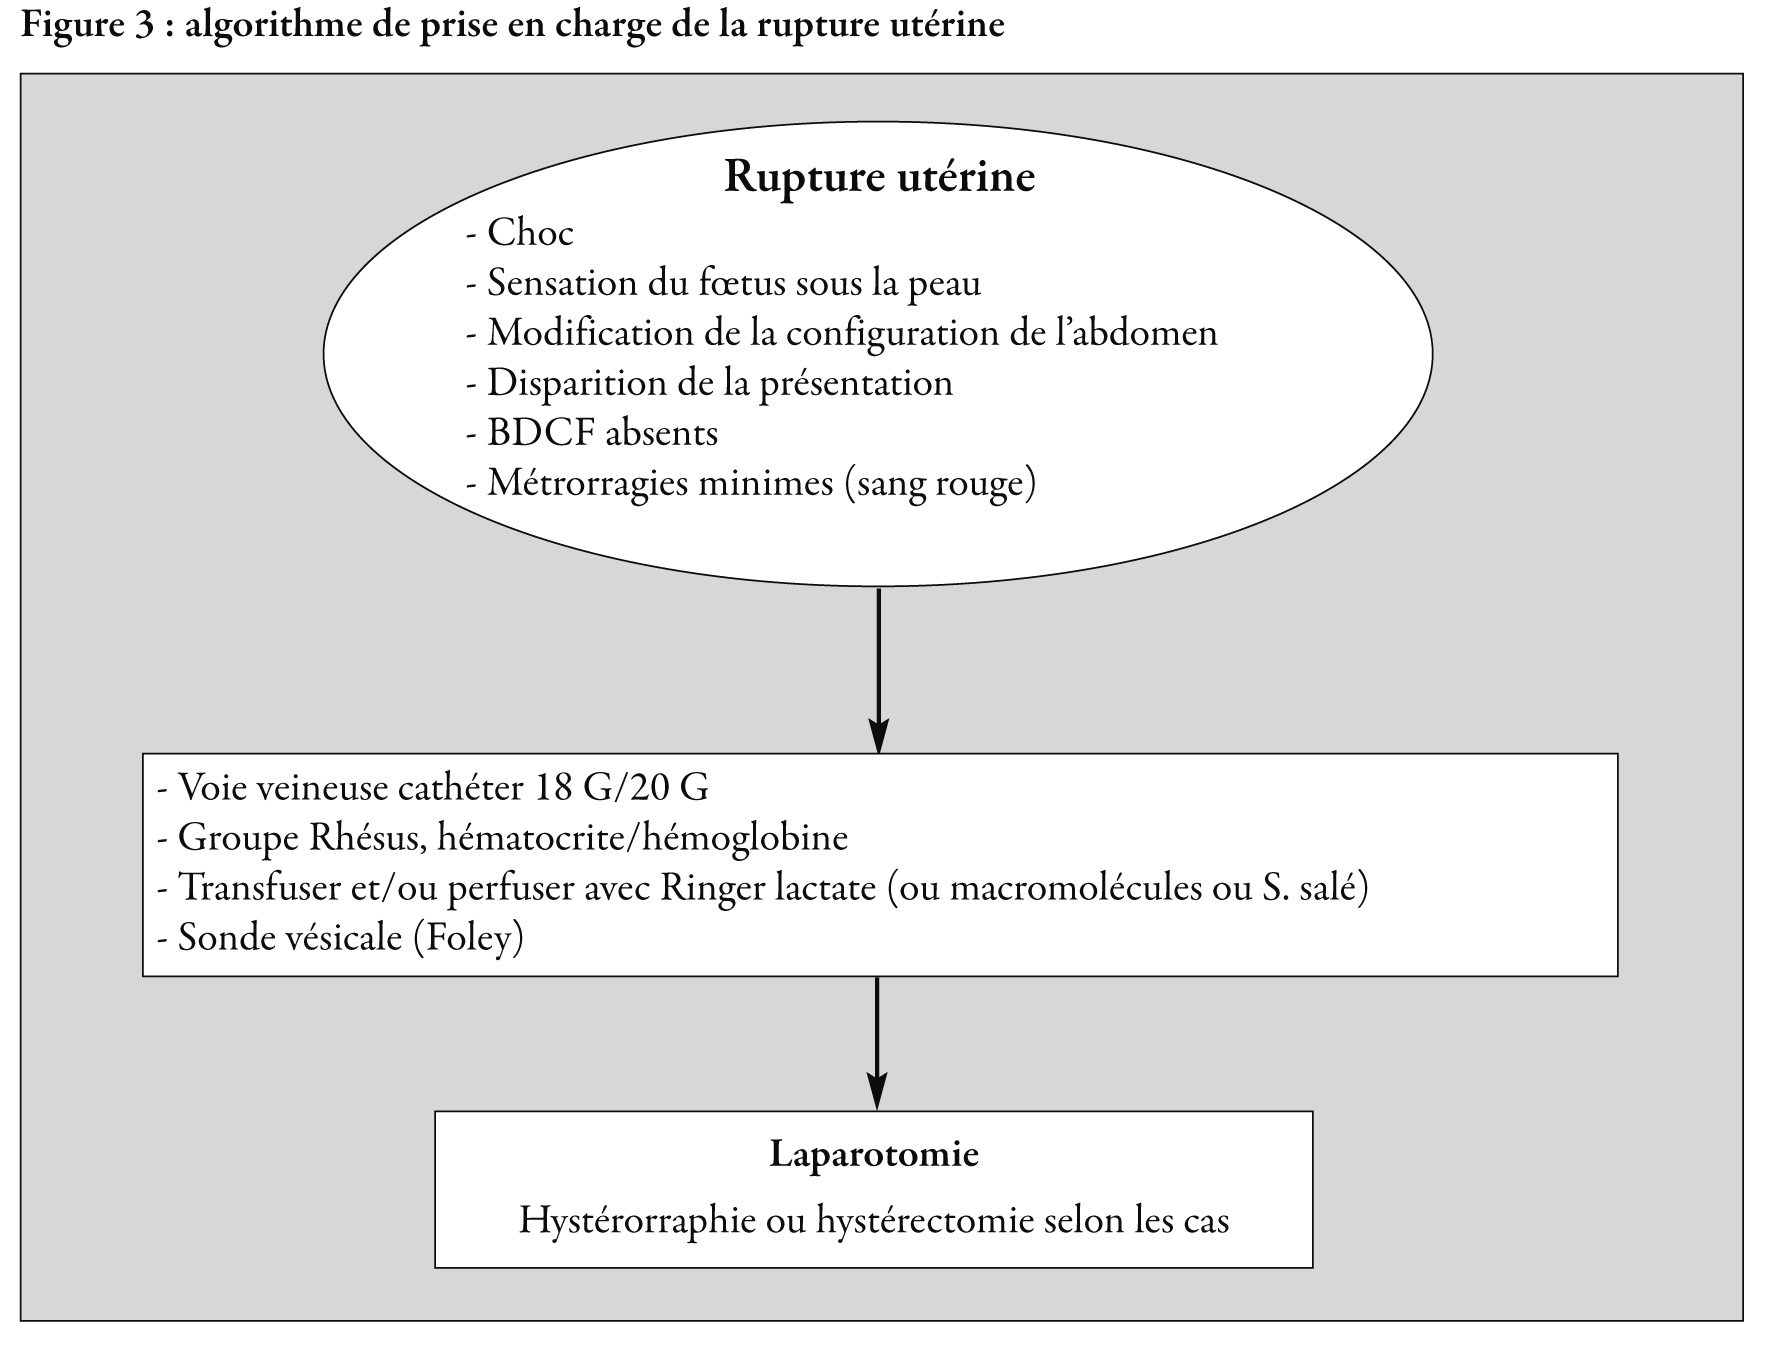 Figure 3 : algorithme de prise en charge de la rupture utérine
Rupture utérine
- Choc
- Sensation du fœtus sous la peau
- Modification de la configuration de l’abdomen
- Disparition de la présentation
- BDCF absents
- Métrorragies minimes (sang rouge)
- Voie veineuse cathéter 18 G/20 G
- Groupe Rhésus, hématocrite/hémoglobine
- Transfuser et/ou perfuser avec Ringer lactate (ou macromolécules ou S. salé)
- Sonde vésicale (Foley)
Laparotomie
Hystérorraphie ou hystérectomie selon les cas